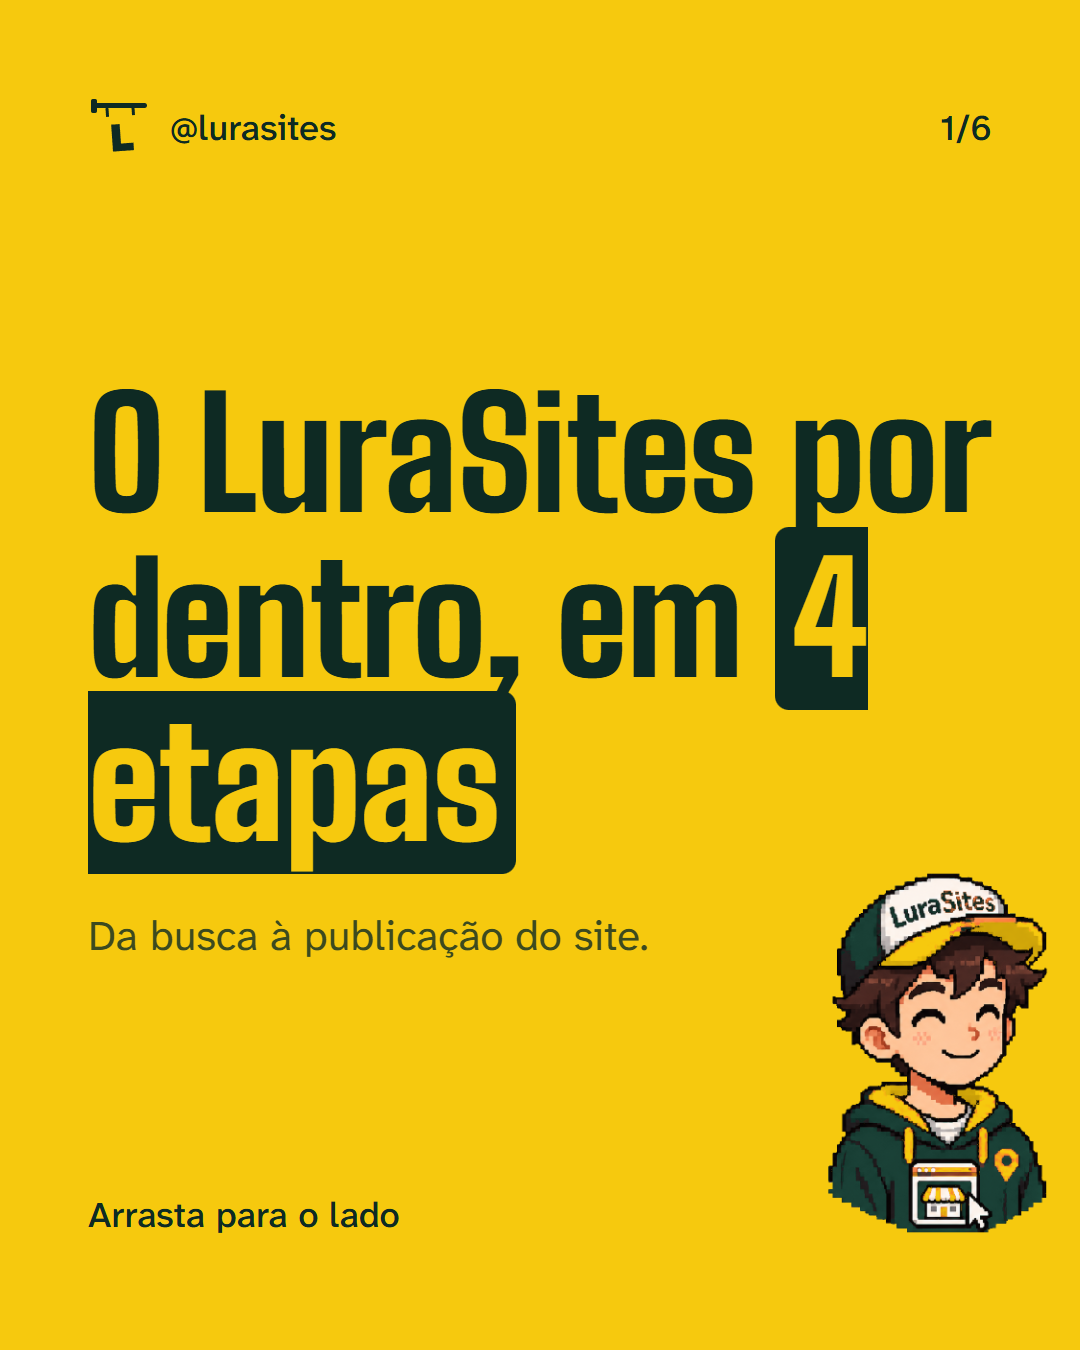 @lurasites
1/6
O LuraSites por
dentro, em 4
etapas
Da busca à publicação do site.
LuraSites
Arrasta para o lado